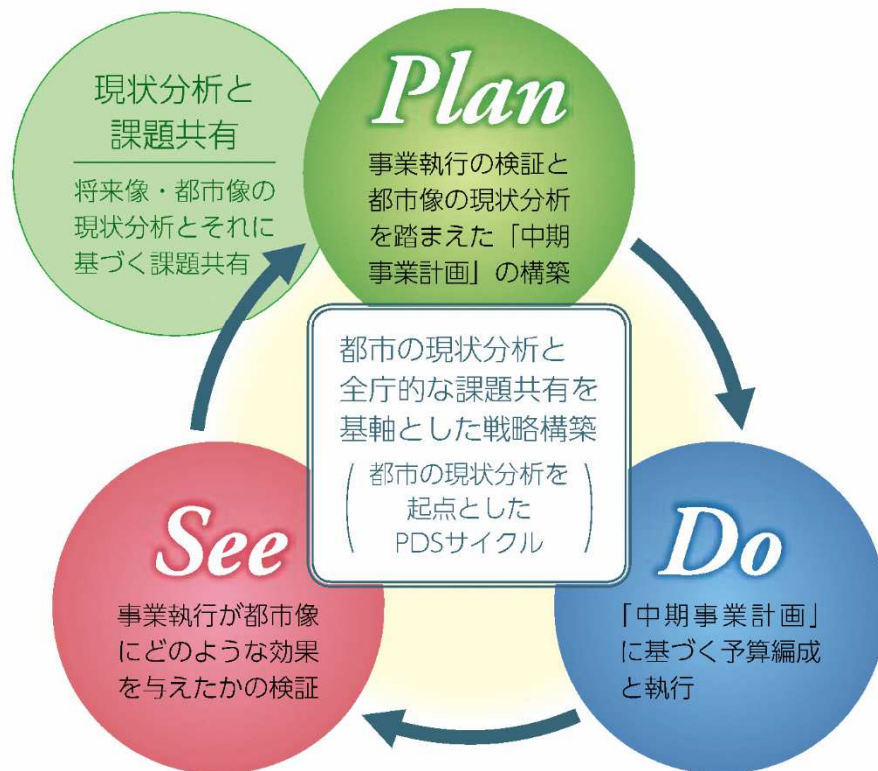 現状分析と
課題共有
将来像・都市像の
現状分析とそれに
基づく課題共有
Plan
事業執行の検証と
都市像の現状分析
を踏まえた「中期
事業計画」の構築
都市の現状分析と
全庁的な課題共有を
基軸とした戦略構築
(都市の現状分析を
起点とした
PDSサイクル)
See
事業執行が都市像
にどのような効果
を与えたかの検証
Do
「中期事業計画」
に基づく予算編成
と執行